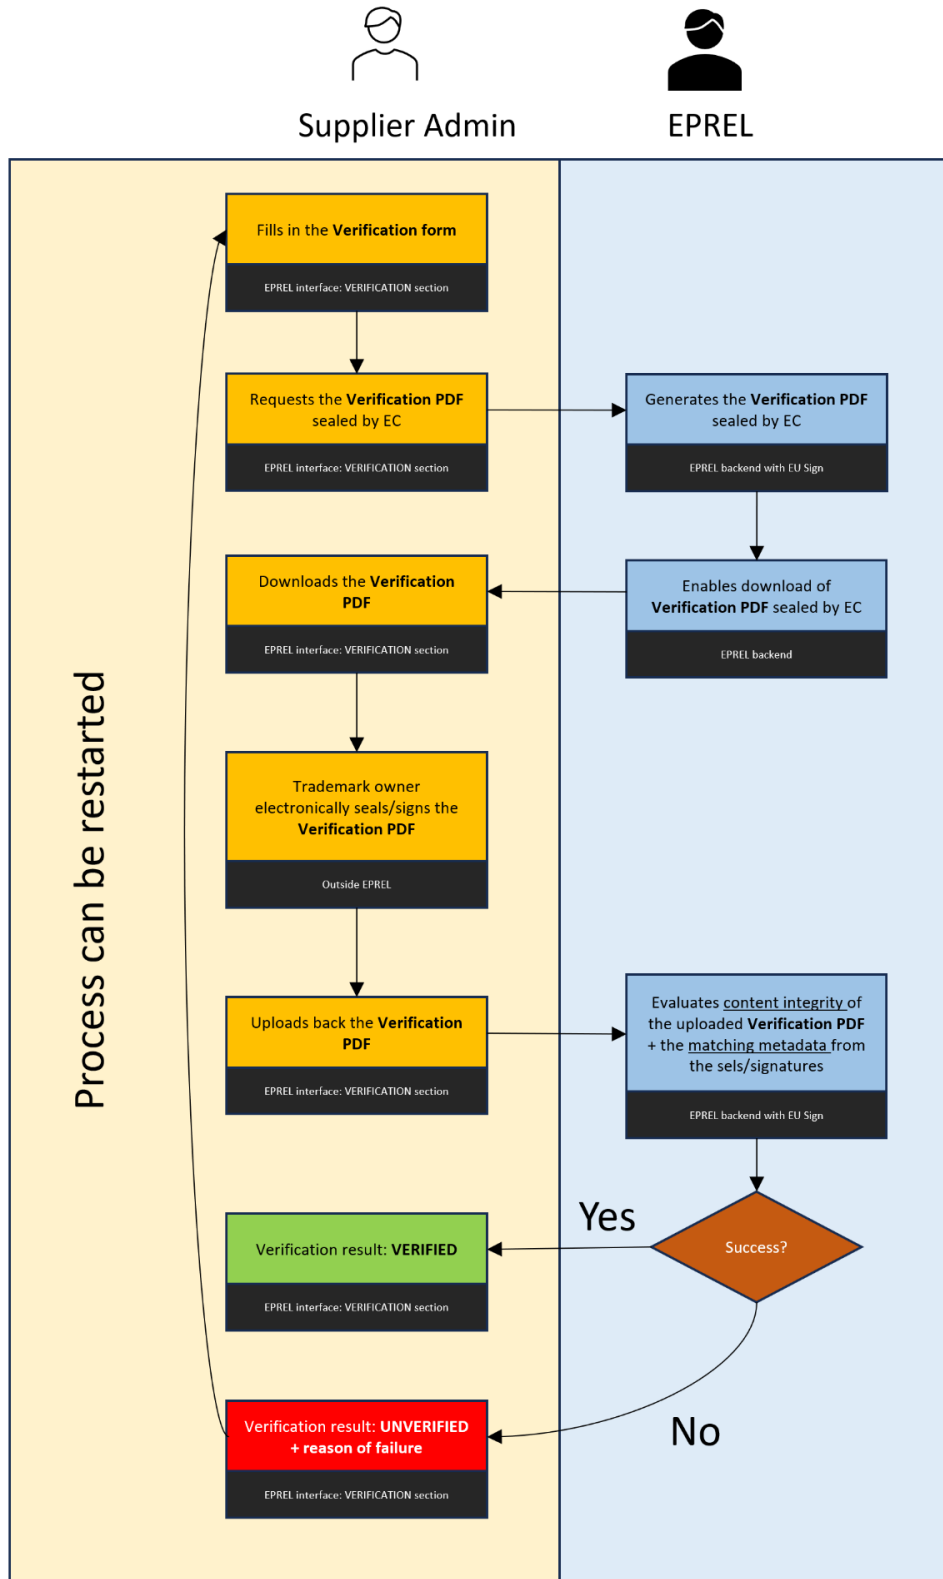 Supplier Admin
EPREL
Fills in the Verification form
EPREL interface: VERIFICATION section
Requests the Verification PDF
sealed by EC
EPREL interface: VERIFICATION section
Generates the Verification PDF
sealed by EC
EPREL backend with EU Sign
Enables download of
Verification PDF sealed by EC
EPREL backend
Downloads the Verification
PDF
EPREL interface: VERIFICATION section
Trademark owner
electronically seals/signs the
Verification PDF
Outside EPREL
Uploads back the Verification
PDF
EPREL interface: VERIFICATION section
Evaluates content integrity of
the uploaded Verification PDF
+ the matching metadata from
the sels/signatures
EPREL backend with EU Sign
Success?
Yes
Verification result: VERIFIED
EPREL interface: VERIFICATION section
No
Verification result: UNVERIFIED
+ reason of failure
EPREL interface: VERIFICATION section
Process can be restarted